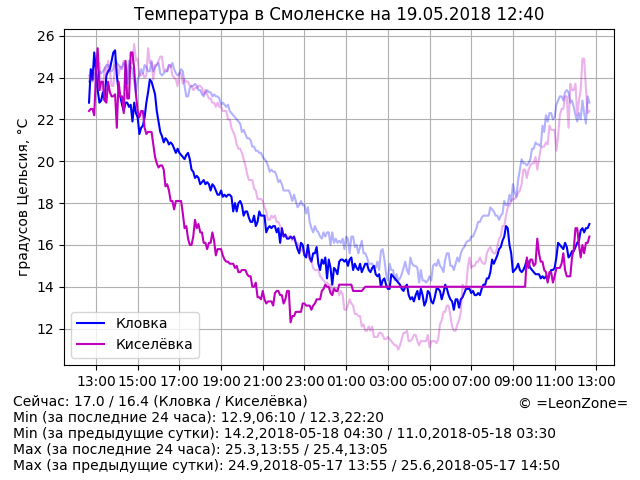 Температура в Смоленске на 19.05.2018 12:40
26
24
22
20
18
16
14
12
градусов Цельсия, °C
Кловка
Киселёвка
13:00 15:00 17:00 19:00 21:00 23:00 01:00 03:00 05:00 07:00 09:00 11:00 13:00
Сейчас: 17.0 / 16.4 (Кловка / Киселёвка)
© =LeonZone=
Min (за последние 24 часа): 12.9,06:10 / 12.3,22:20
Min (за предыдущие сутки): 14.2,2018-05-18 04:30 / 11.0,2018-05-18 03:30
Max (за последние 24 часа): 25.3,13:55 / 25.4,13:05
Max (за предыдущие сутки): 24.9,2018-05-17 13:55 / 25.6,2018-05-17 14:50